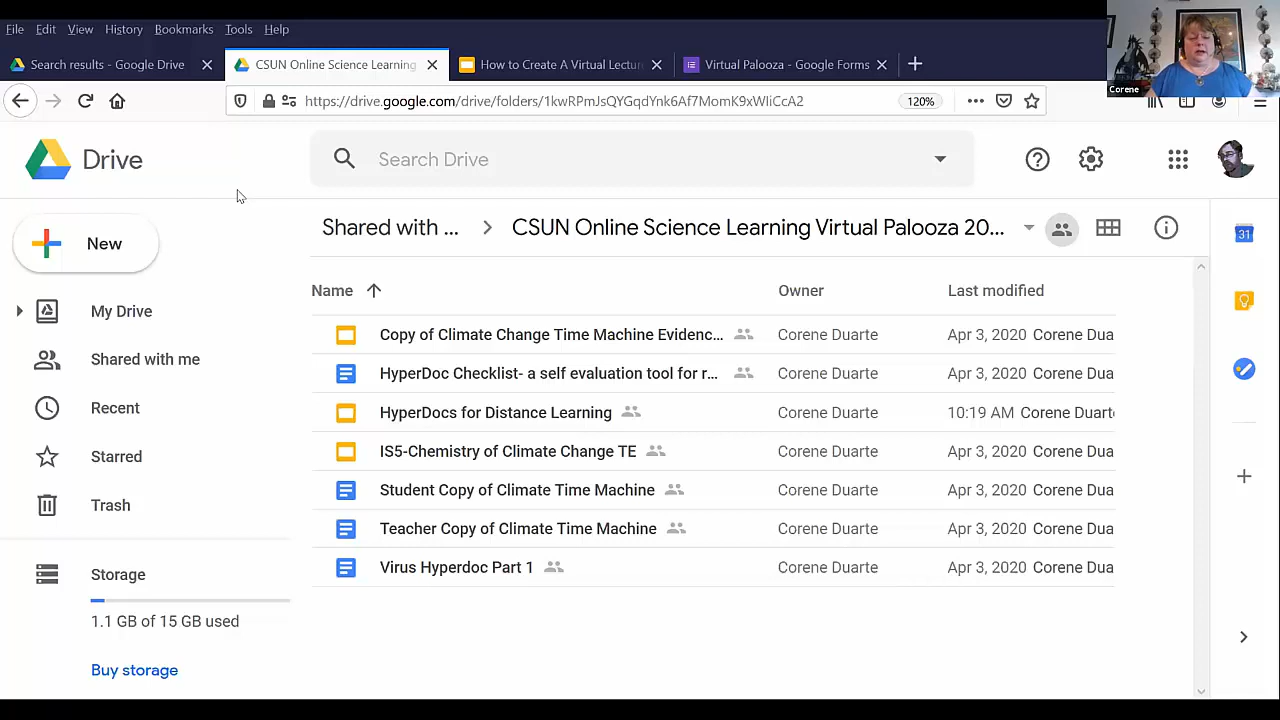 File Edit View History Bookmarks Tools Help
Search results - Google Drive
CSUN Online Science Learning
How to Create A Virtual Lectur
Virtual Palooza - Google Forms
https://drive.google.com/drive/folders/1kwRPmJsQYGqdYnk6Af7MomK9xWIiCcA2
120%
Corene
Drive
Search Drive
New
Shared with ...
CSUN Online Science Learning Virtual Palooza 20...
31
Name Owner Last modified
My Drive
Shared with me
Recent
Starred
Trash
Storage
1.1 GB of 15 GB used
Buy storage
Copy of Climate Change Time Machine Evidenc... Corene Duarte Apr 3, 2020 Corene Dua
HyperDoc Checklist- a self evaluation tool for r... Corene Duarte Apr 3, 2020 Corene Dua
HyperDocs for Distance Learning Corene Duarte 10:19 AM Corene Duart
IS5-Chemistry of Climate Change TE Corene Duarte Apr 3, 2020 Corene Dua
Student Copy of Climate Time Machine Corene Duarte Apr 3, 2020 Corene Dua
Teacher Copy of Climate Time Machine Corene Duarte Apr 3, 2020 Corene Dua
Virus Hyperdoc Part 1 Corene Duarte Apr 3, 2020 Corene Dua